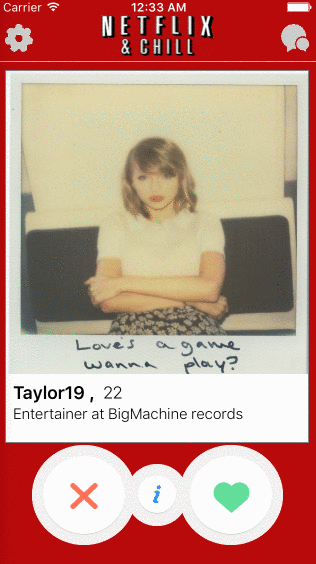 Carrier 12:33 AM
NETFLIX
& CHILL
Love's a game
wanna play?
Taylor19 , 22
Entertainer at BigMachine records
i